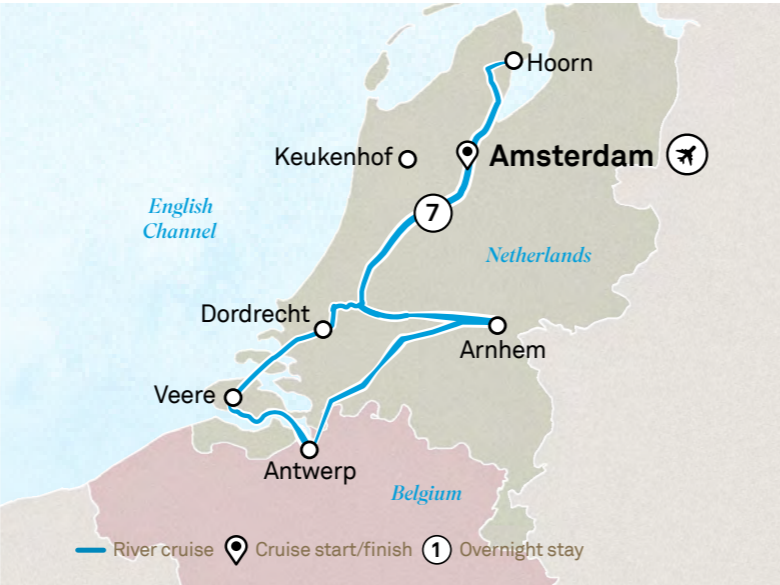 Hoorn
Keukenhof
Amsterdam
English
Channel
7
Netherlands
Dordrecht
Arnhem
Veere
Antwerp
Belgium
River cruise
Cruise start/finish
1 Overnight stay